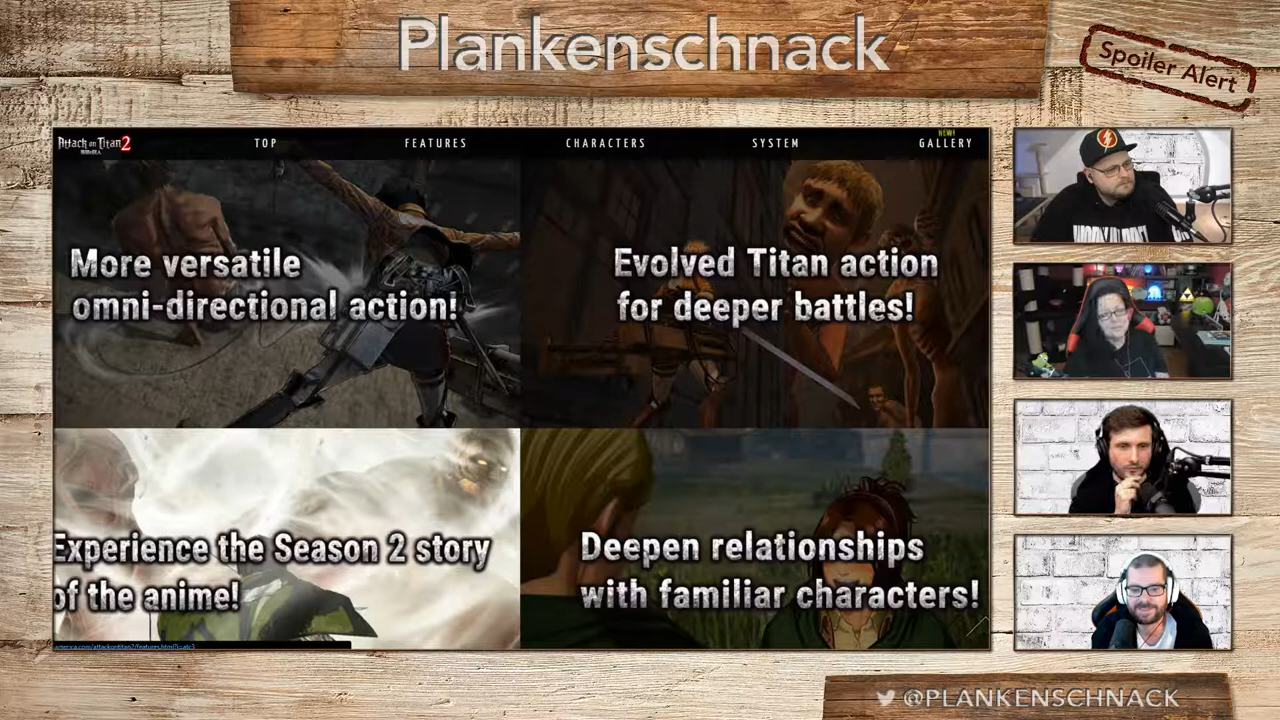 Plankenschnack
Spoiler Alert
Attack on Titan 2
TOP
FEATURES
CHARACTERS
SYSTEM
NEW!
GALLERY
More versatile
omni-directional action!
Evolved Titan action
for deeper battles!
Experience the Season 2 story
of the anime!
Deepen relationships
with familiar characters!
@PLANKENSCHNACK